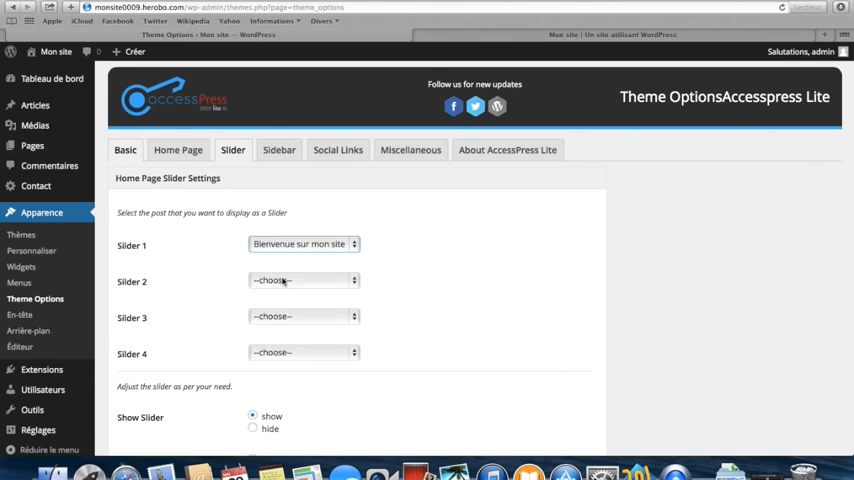 monsite0009.herobo.com/wp-admin/themes.php?page=theme_options
Lecteur
Apple iCloud Facebook Twitter Wikipedia Yahoo Informations Divers
Theme Options ‹ Mon site — WordPress
Mon site | Un site utilisant WordPress
Mon site 0 + Créer
Salutations, admin
Tableau de bord
Articles
Médias
Pages
Commentaires
Contact
Apparence
Thèmes
Personnaliser
Widgets
Menus
Theme Options
En-tête
Arrière-plan
Éditeur
Extensions
Utilisateurs
Outils
Réglages
Réduire le menu
accessPress
lite
Follow us for new updates
Theme OptionsAccesspress Lite
Basic Home Page Slider Sidebar Social Links Miscellaneous About AccessPress Lite
Home Page Slider Settings
Select the post that you want to display as a Slider
Silder 1 Bienvenue sur mon site
Silder 2 --choose--
Silder 3 --choose--
Silder 4 --choose--
Adjust the slider as per your need.
Show Slider show
hide